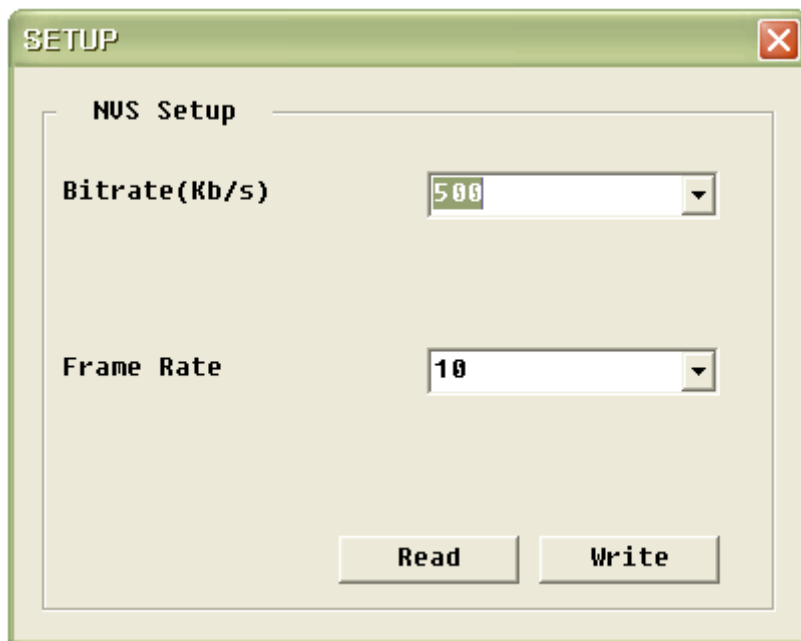 SETUP
NVS Setup
Bitrate(Kb/s) 500
Frame Rate 10
Read Write